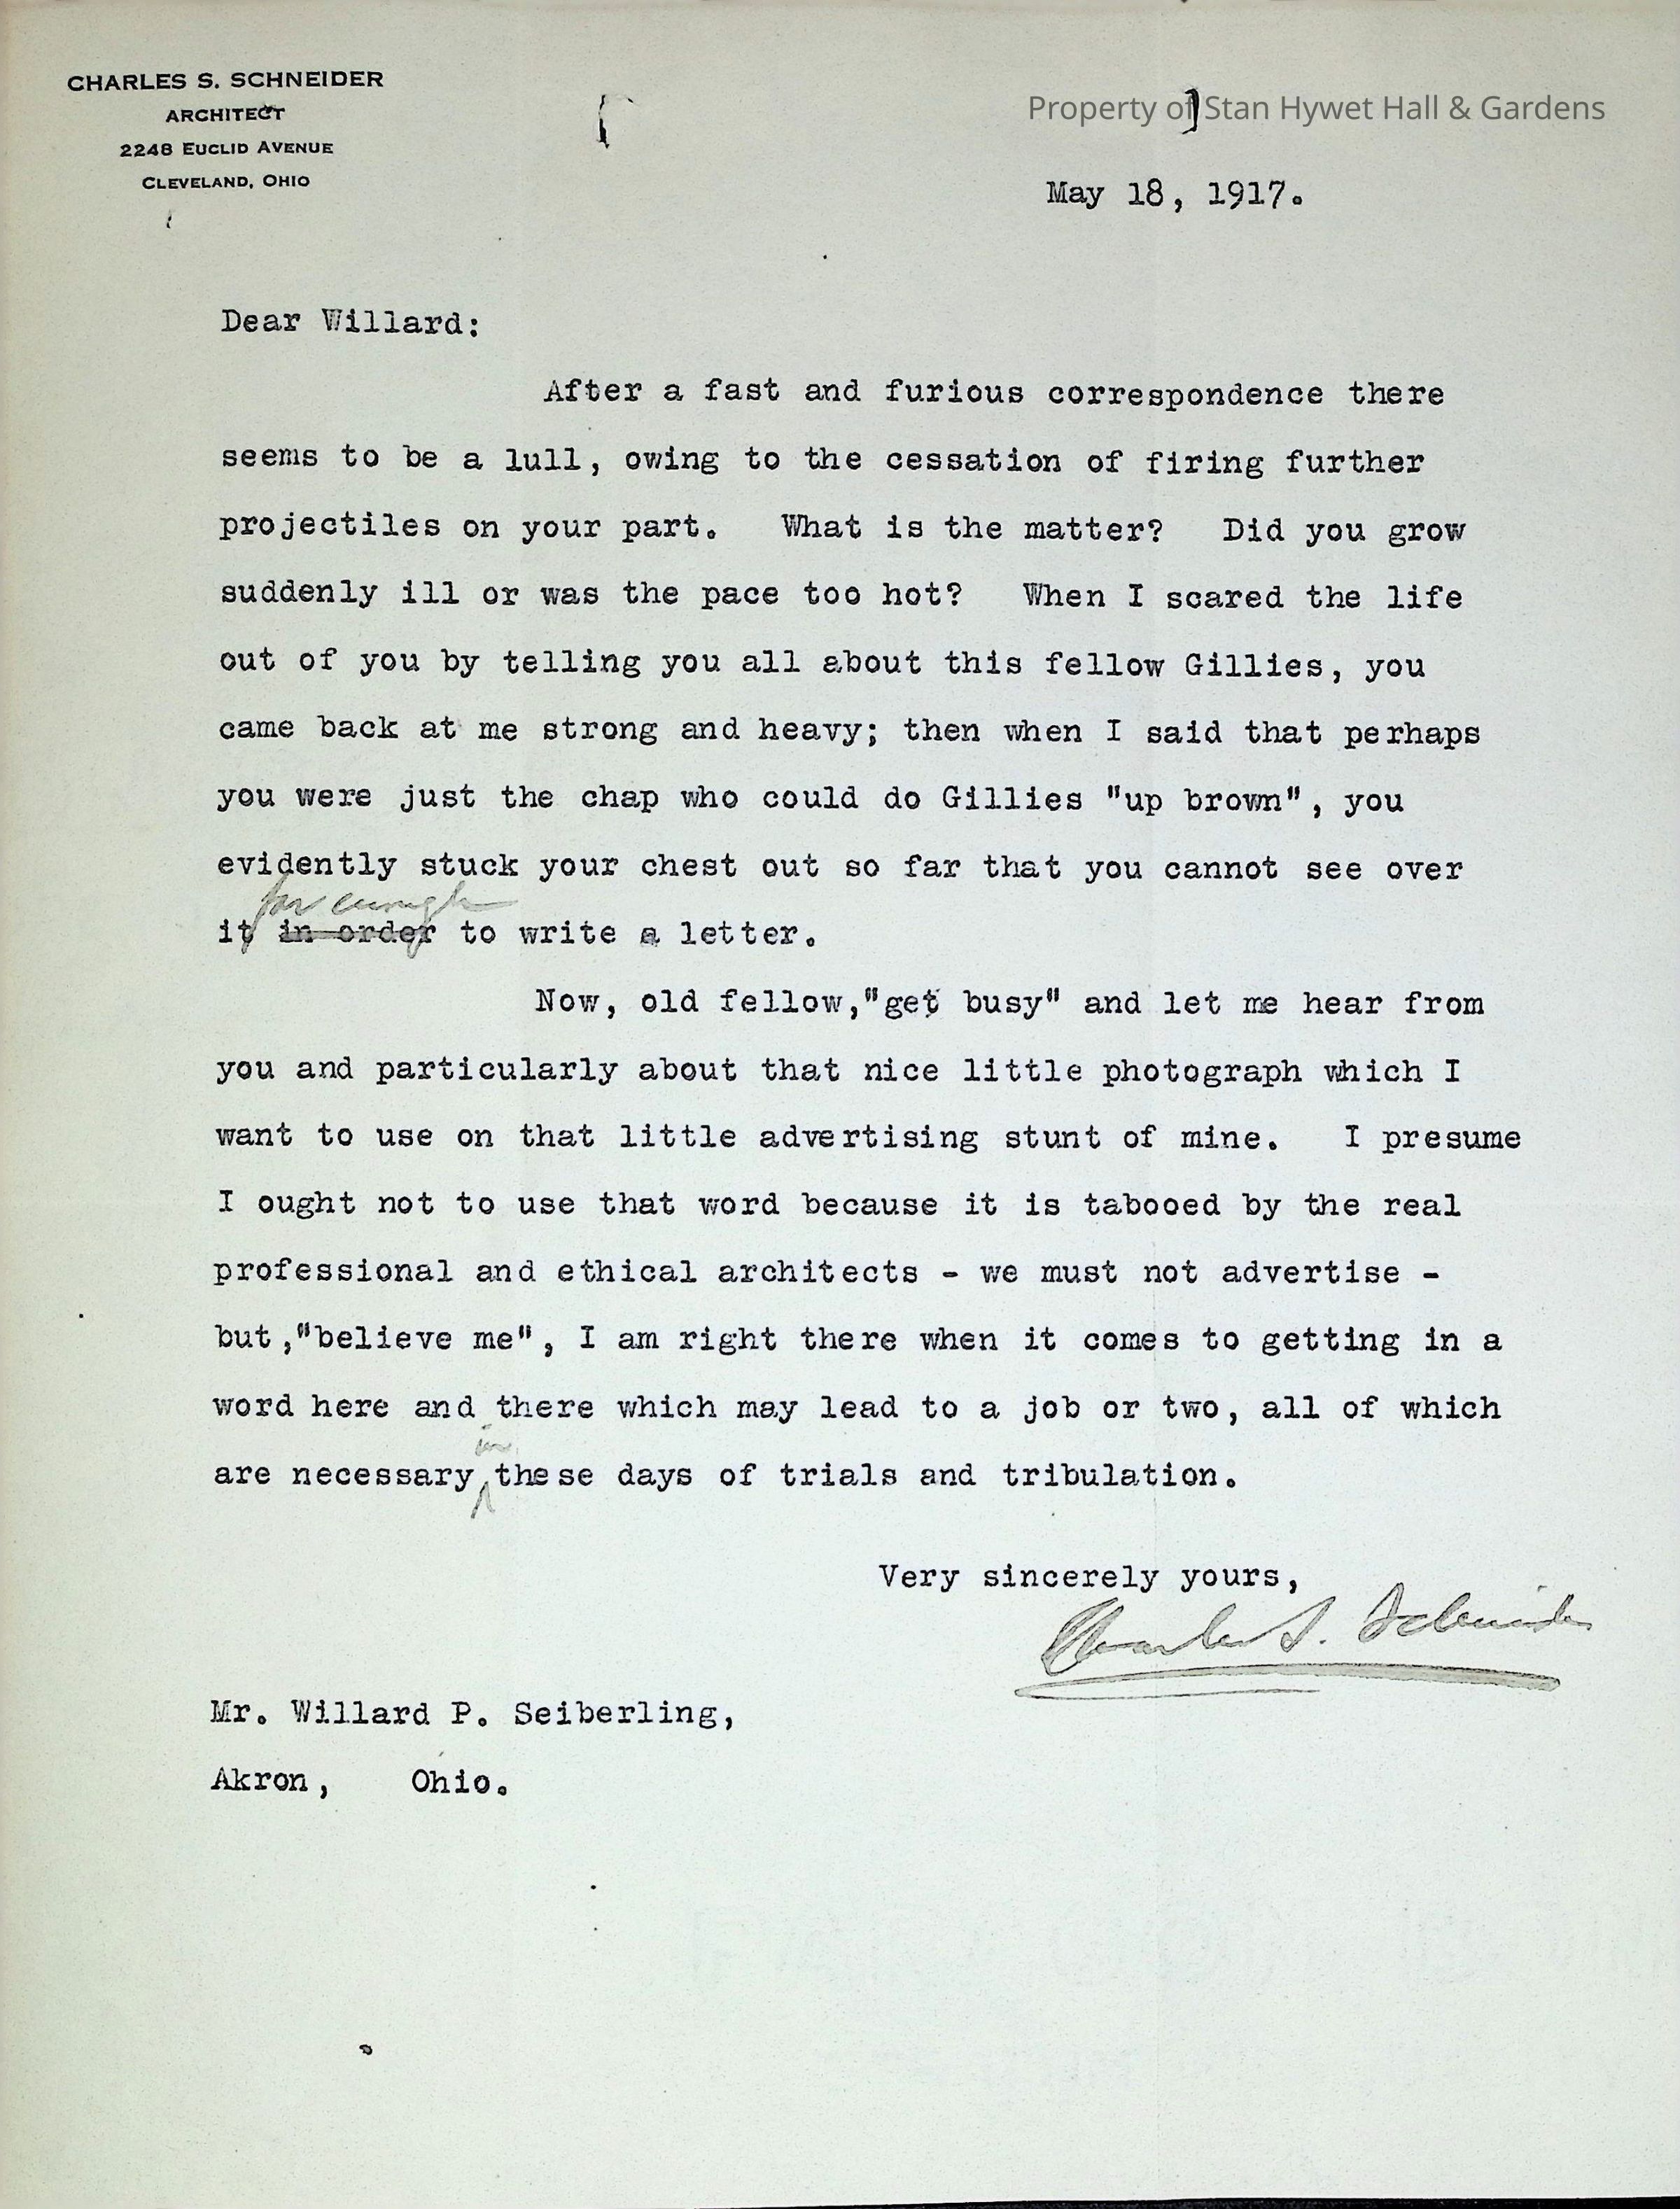 CHARLES S. SCHNEIDER
ARCHITECT
2248 EUCLID AVENUE
CLEVELAND, OHIO
Property of Stan Hywet Hall & Gardens
May 18, 1917.
Dear Willard:
After a fast and furious correspondence there
seems to be a lull, owing to the cessation of firing further
projectiles on your part. What is the matter? Did you grow
suddenly ill or was the pace too hot? When I scared the life
out of you by telling you all about this fellow Gillies, you
came back at me strong and heavy; then when I said that perhaps
you were just the chap who could do Gillies "up brown", you
evidently stuck your chest out so far that you cannot see over
far enough
it in order to write a letter.
Now, old fellow,"get busy" and let me hear from
you and particularly about that nice little photograph which I
want to use on that little advertising stunt of mine. I presume
I ought not to use that word because it is tabooed by the real
professional and ethical architects - we must not advertise -
but,"believe me", I am right there when it comes to getting in a
word here and there which may lead to a job or two, all of which
in
are necessary these days of trials and tribulation.
Very sincerely yours,
Charles S. Schneider
Mr. Willard P. Seiberling,
Akron, Ohio.